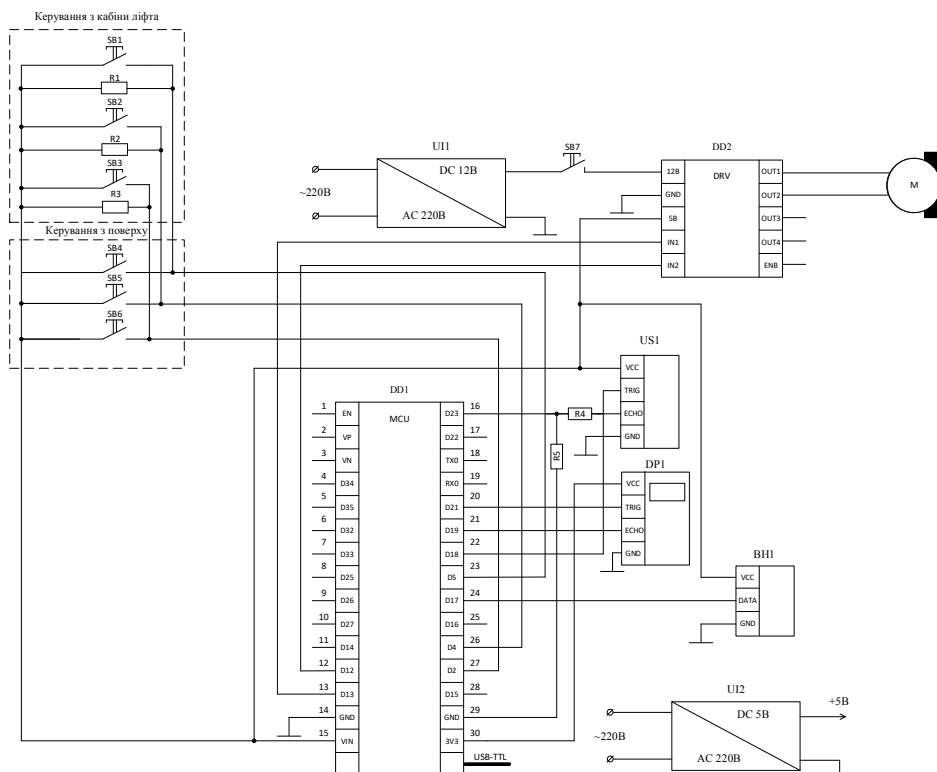 Керування з кабіни ліфта
SB1
R1
SB2
R2
SB3
R3
Керування з поверху
SB4
SB5
SB6
~220В
UI1
DC 12В
AC 220В
SB7
DD2
12В
GND
5В
IN1
IN2
DRV
OUT1
OUT2
OUT3
OUT4
ENB
M
DD1
MCU
1 EN
2 VP
3 VN
4 D34
5 D35
6 D32
7 D33
8 D25
9 D26
10 D27
11 D14
12 D12
13 D13
14 GND
15 VIN
D23 16
D22 17
TX0 18
RX0 19
D21 20
D19 21
D18 22
D5 23
D17 24
D16 25
D4 26
D2 27
D15 28
GND 29
3V3 30
USB-TTL
R4
R5
US1
VCC
TRIG
ECHO
GND
DP1
VCC
TRIG
ECHO
GND
BH1
VCC
DATA
GND
UI2
~220В
DC 5В
AC 220В
+5В